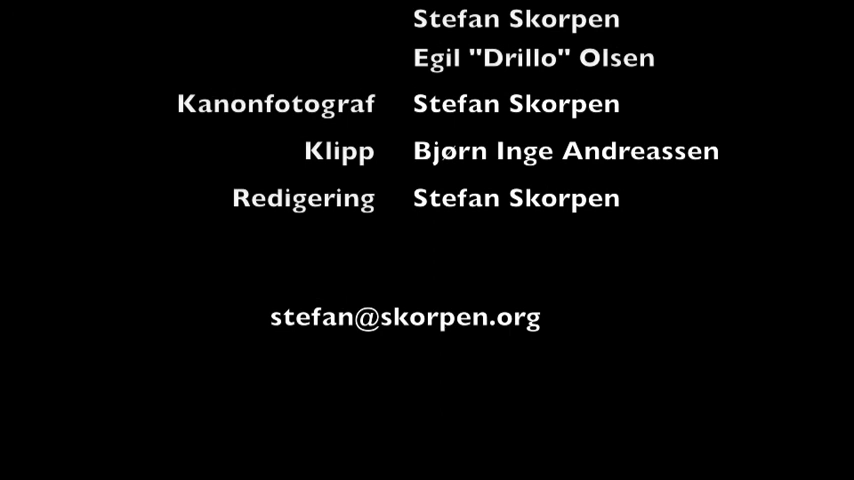 Stefan Skorpen
Egil "Drillo" Olsen
Kanonfotograf Stefan Skorpen
Klipp Bjørn Inge Andreassen
Redigering Stefan Skorpen
stefan@skorpen.org